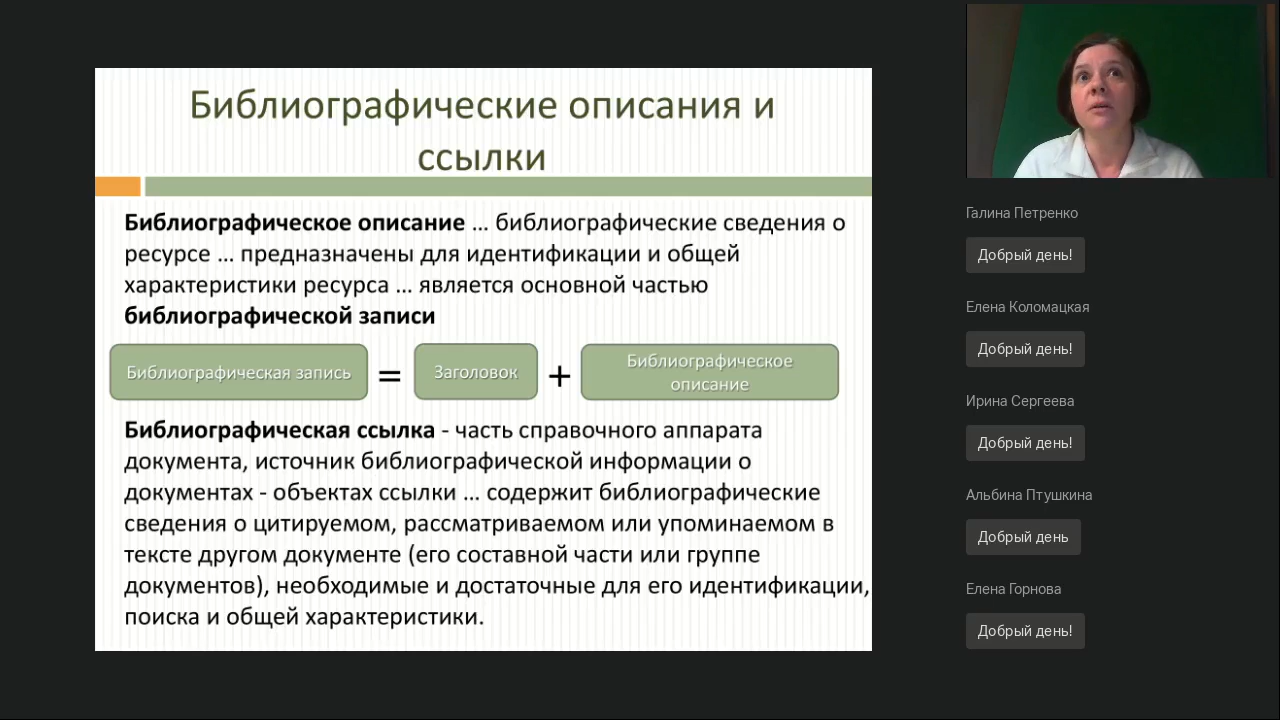 Библиографические описания и
ссылки
Библиографическое описание ... библиографические сведения о
ресурсе ... предназначены для идентификации и общей
характеристики ресурса ... является основной частью
библиографической записи
Библиографическая запись = Заголовок + Библиографическое
описание
Библиографическая ссылка - часть справочного аппарата
документа, источник библиографической информации о
документах - объектах ссылки ... содержит библиографические
сведения о цитируемом, рассматриваемом или упоминаемом в
тексте другом документе (его составной части или группе
документов), необходимые и достаточные для его идентификации,
поиска и общей характеристики.
Галина Петренко
Добрый день!
Елена Коломацкая
Добрый день!
Ирина Сергеева
Добрый день!
Альбина Птушкина
Добрый день
Елена Горнова
Добрый день!